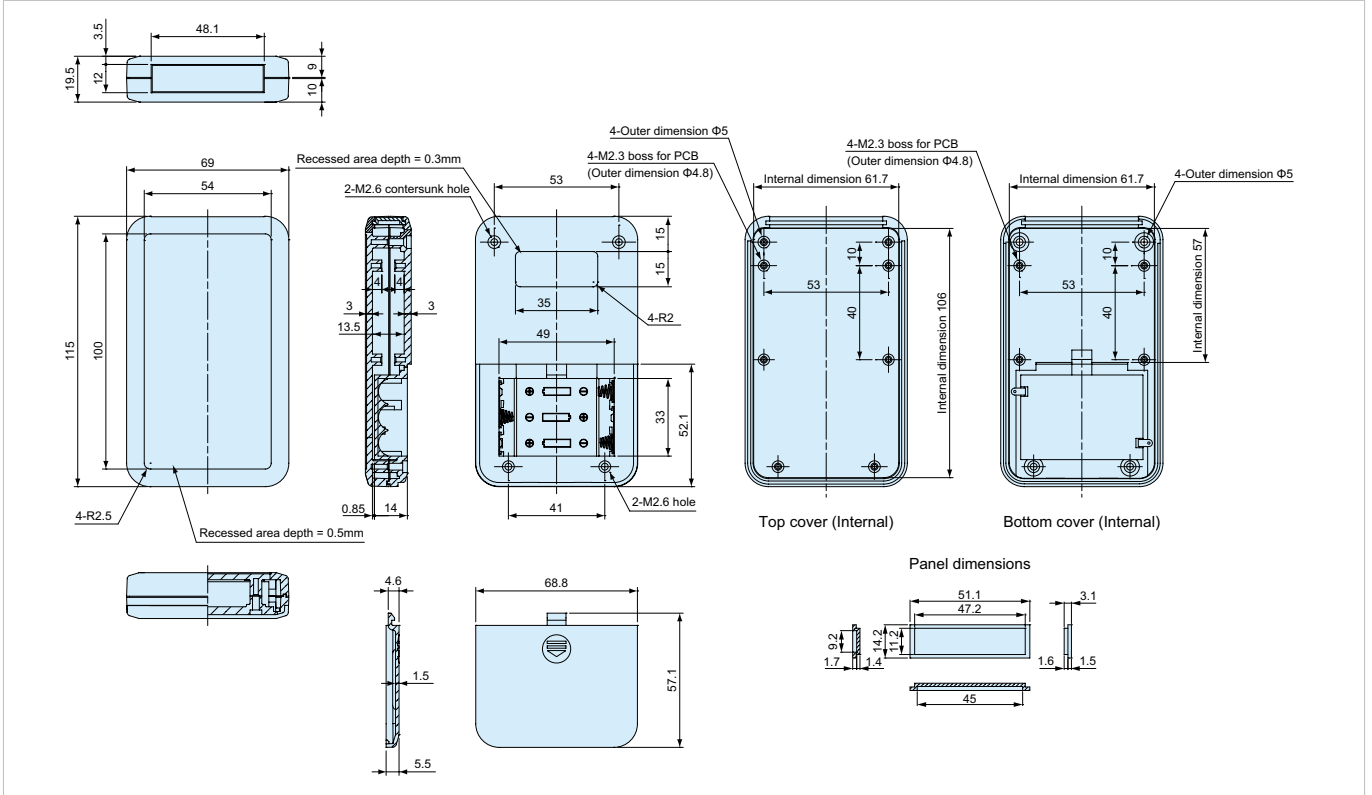 3.5
48.1
19.5
12
9
10
69
54
115
100
4-R2.5
Recessed area depth = 0.5mm
Recessed area depth = 0.3mm
2-M2.6 contersunk hole
4
4
3
3
13.5
0.85
14
53
15
15
35
4-R2
49
33
52.1
41
2-M2.6 hole
4-Outer dimension Φ5
4-M2.3 boss for PCB
(Outer dimension Φ4.8)
Internal dimension 61.7
10
53
40
Internal dimension 106
Top cover (Internal)
4-M2.3 boss for PCB
(Outer dimension Φ4.8)
Internal dimension 61.7
4-Outer dimension Φ5
10
53
40
Internal dimension 57
Bottom cover (Internal)
4.6
1.5
5.5
68.8
57.1
Panel dimensions
51.1
47.2
9.2
14.2
11.2
1.7
1.4
3.1
1.6
1.5
45